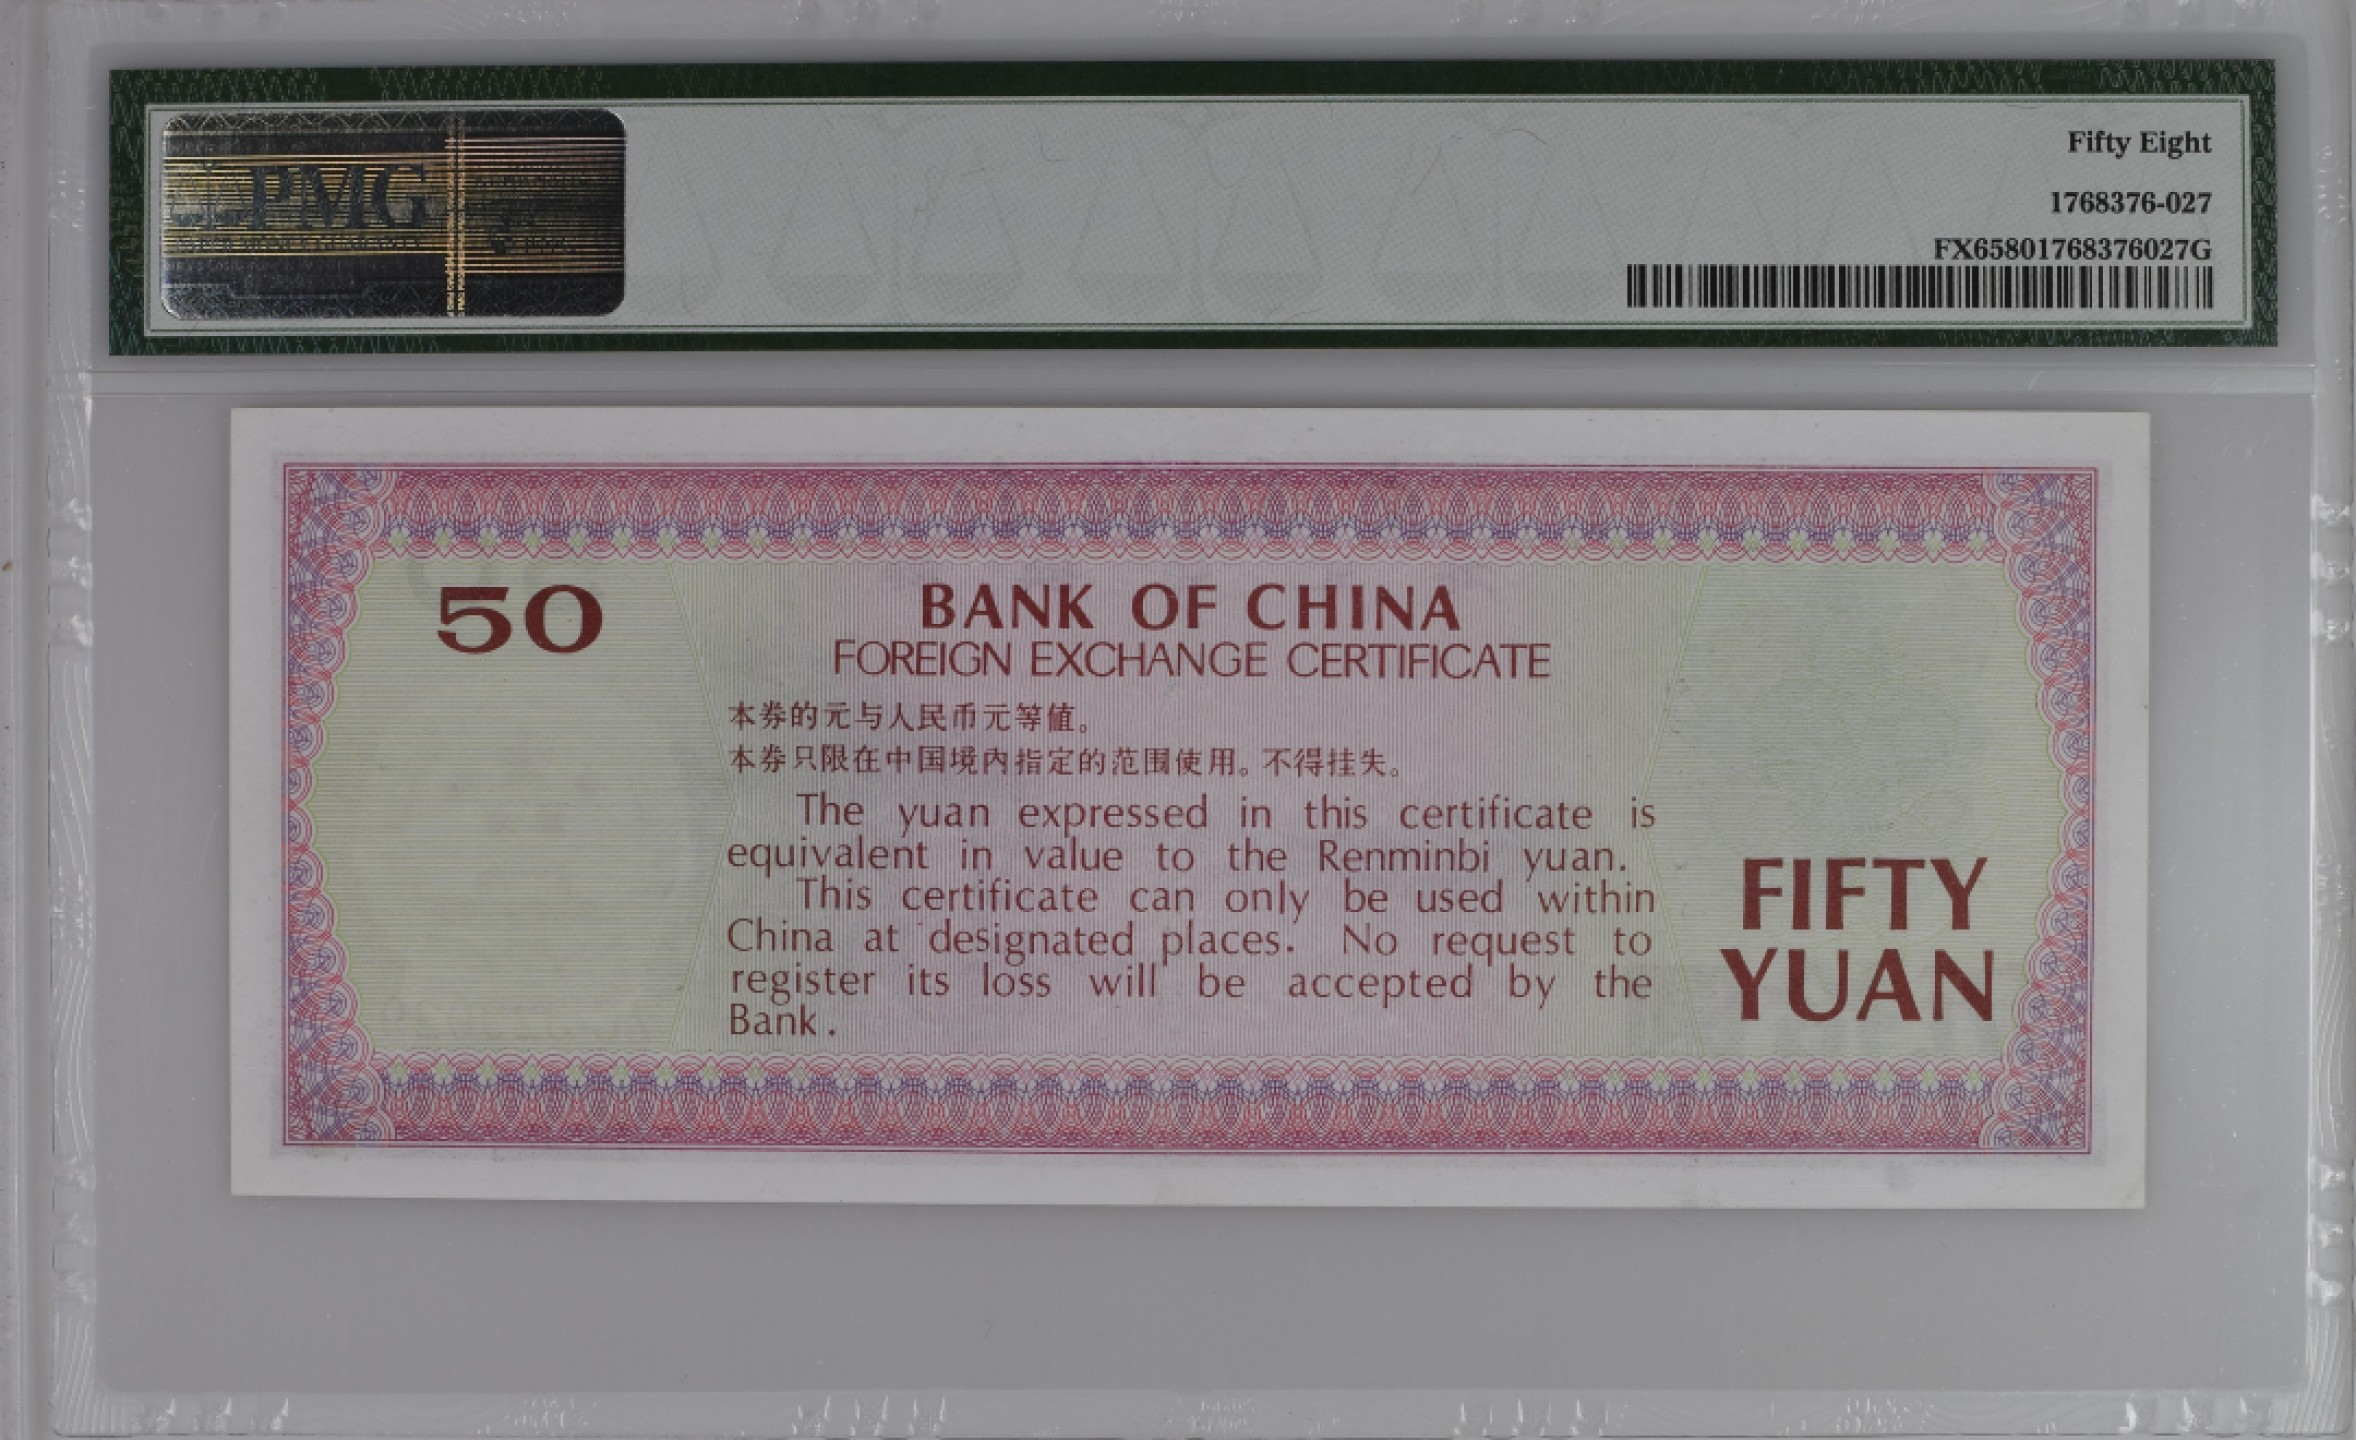 PMG
Fifty Eight
1768376-027
FX65801768376027G
50
BANK OF CHINA
FOREIGN EXCHANGE CERTIFICATE
本券的元与人民币元等值。
本券只限在中国境内指定的范围使用。不得挂失。
The yuan expressed in this certificate is
equivalent in value to the Renminbi yuan.
This certificate can only be used within
China at designated places. No request to
register its loss will be accepted by the
Bank.
FIFTY
YUAN